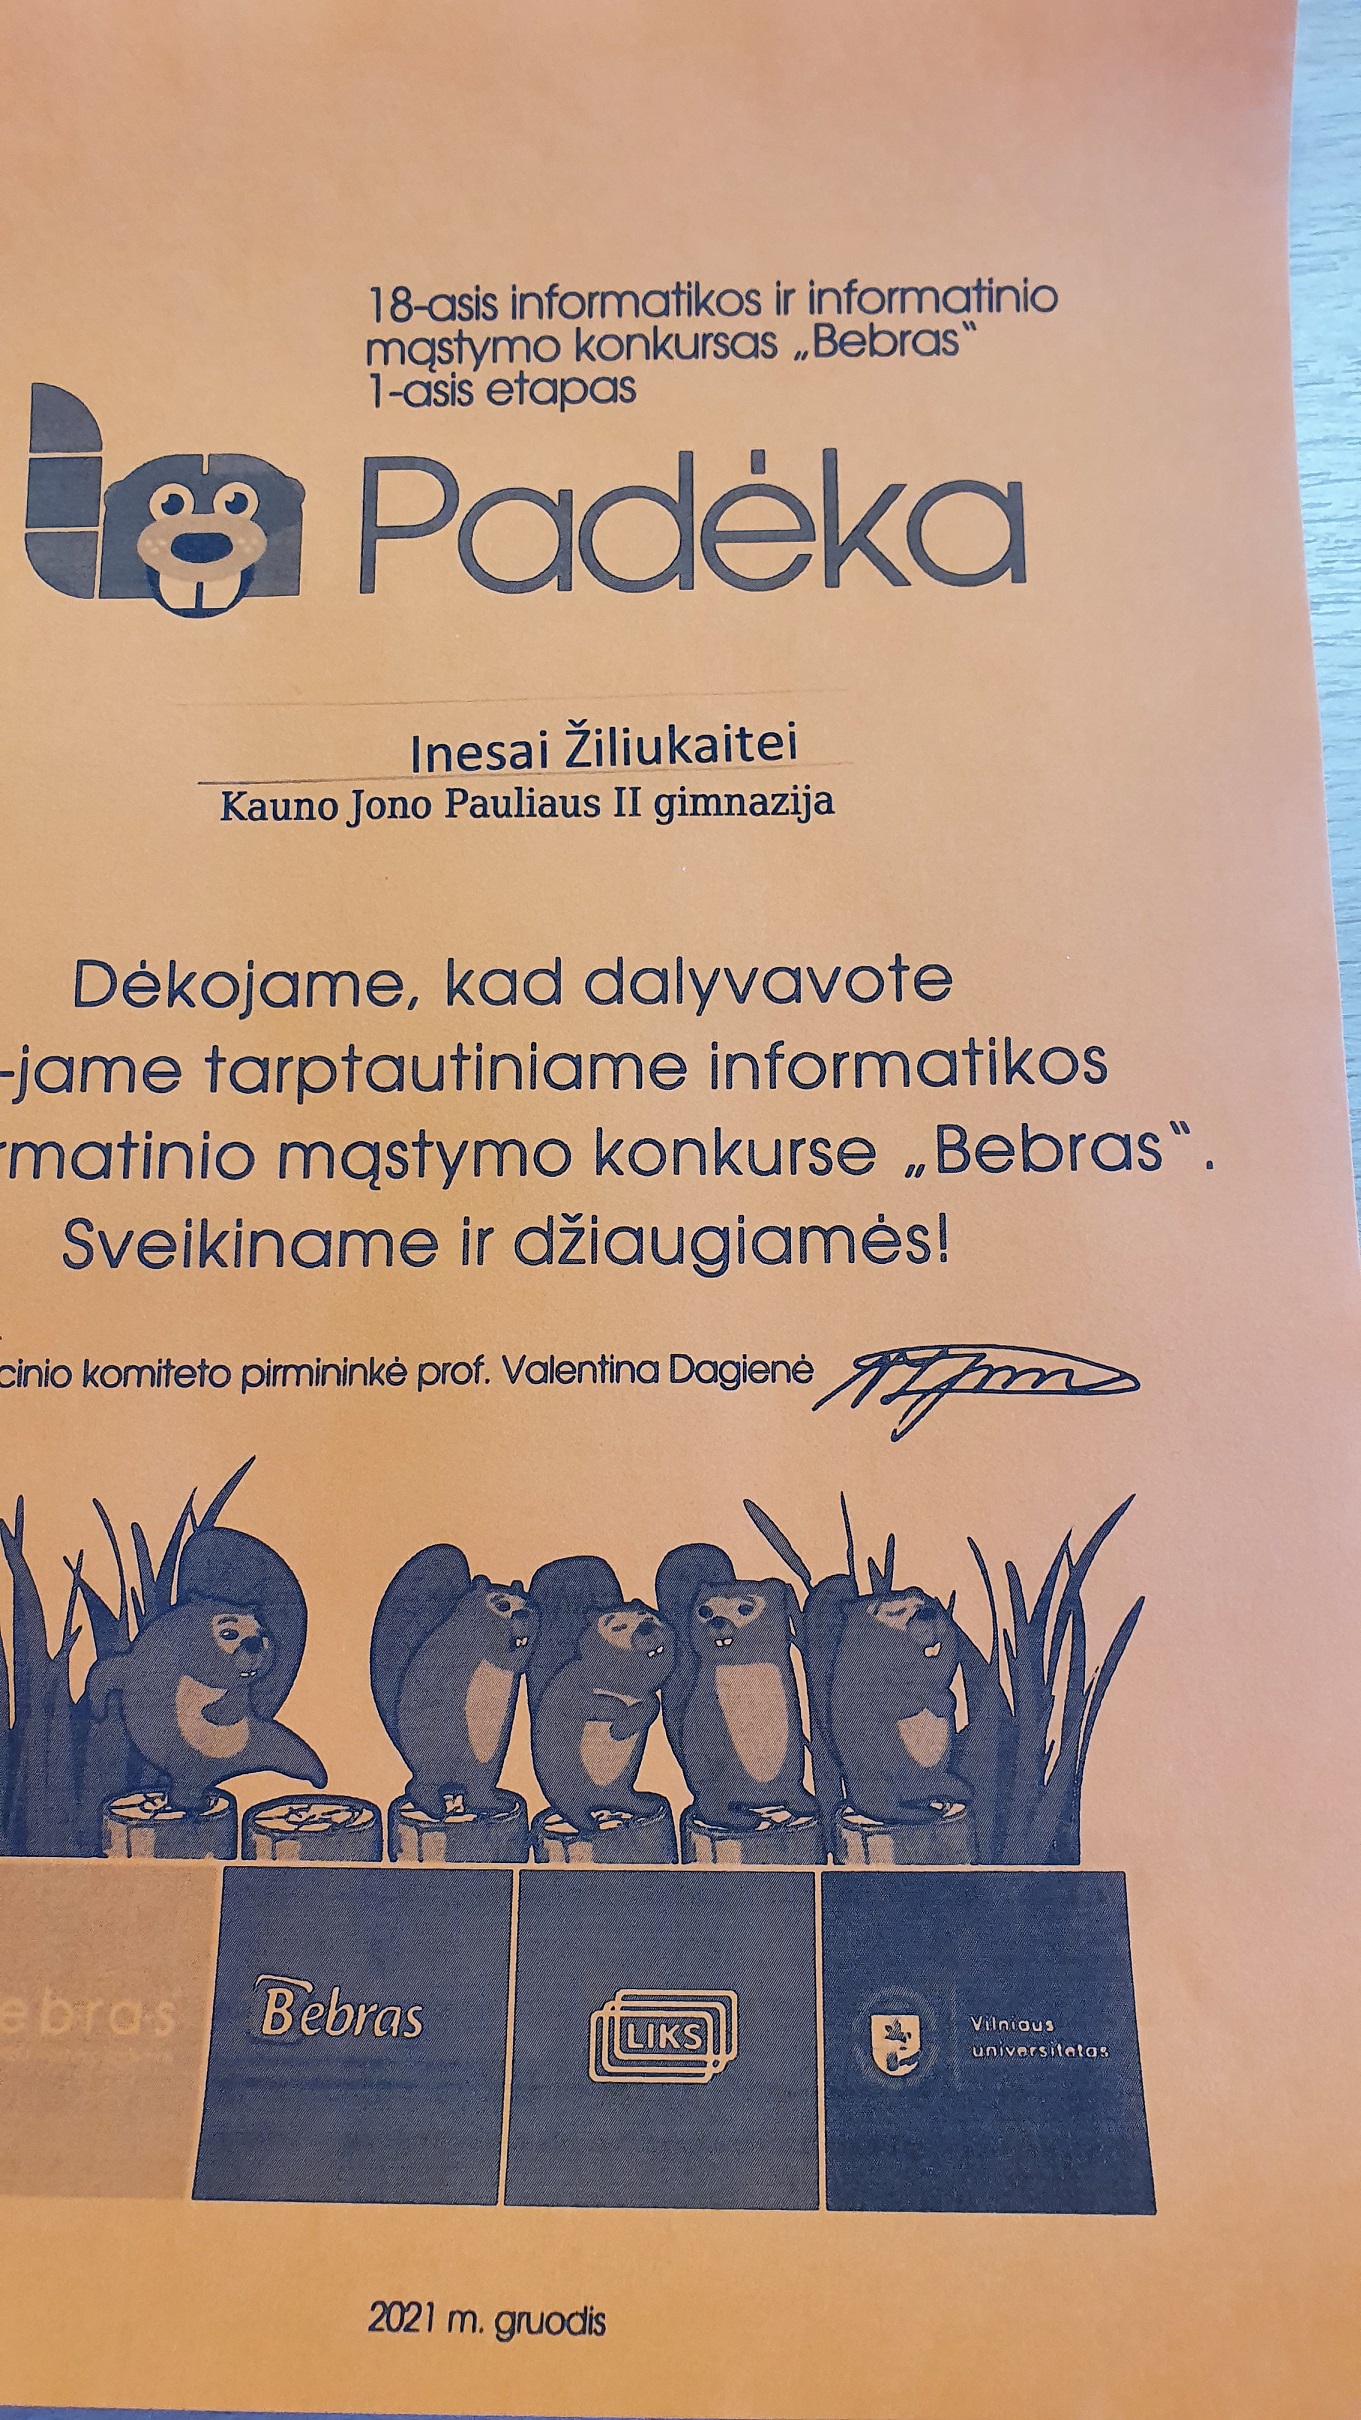 18-asis informatikos ir informatinio
mąstymo konkursas „Bebras“
1-asis etapas
Padėka
Inesai Žiliukaitei
Kauno Jono Pauliaus II gimnazija
Dėkojame, kad dalyvavote
-jame tarptautiniame informatikos
rmatinio mąstymo konkurse „Bebras“.
Sveikiname ir džiaugiamės!
cinio komiteto pirmininkė prof. Valentina Dagienė
ebras
Bebras
LIKS
Vilniaus
universitetas
2021 m. gruodis